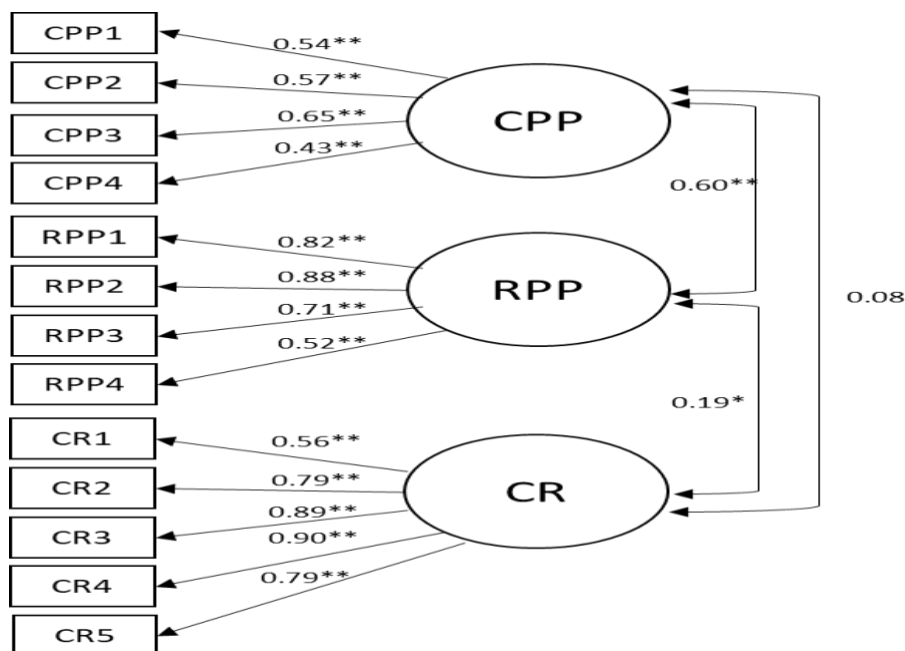 CPP1
0.54**
CPP2
0.57**
CPP3
0.65**
CPP4
0.43**
CPP
0.60**
RPP1
0.82**
RPP2
0.88**
RPP3
0.71**
RPP4
0.52**
RPP
0.08
0.19*
CR1
0.56**
CR2
0.79**
CR3
0.89**
CR4
0.90**
CR5
0.79**
CR